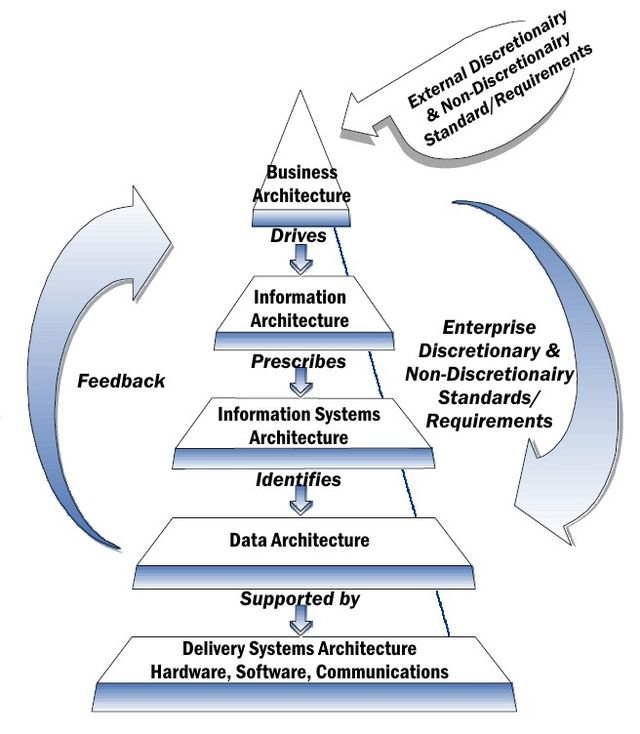 External Discretionairy
& Non-Discretionairy
Standard/Requirements
Business
Architecture
Drives
Information
Architecture
Prescribes
Feedback
Enterprise
Discretionary &
Non-Discretionairy
Standards/
Requirements
Information Systems
Architecture
Identifies
Data Architecture
Supported by
Delivery Systems Architecture
Hardware, Software, Communications